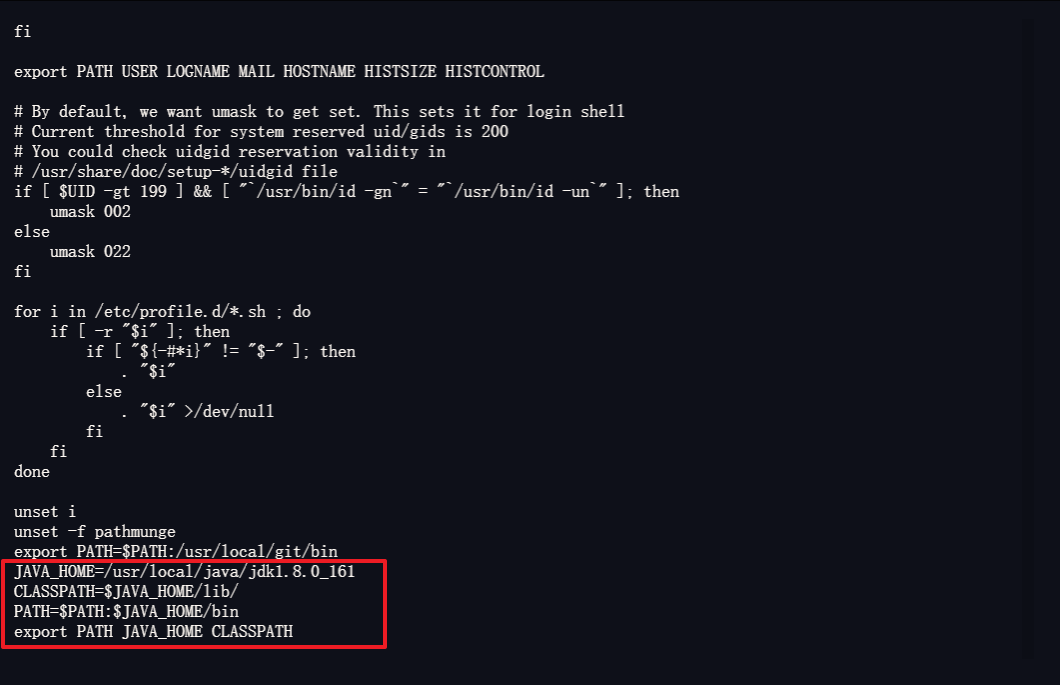 fi
export PATH USER LOGNAME MAIL HOSTNAME HISTSIZE HISTCONTROL
# By default, we want umask to get set. This sets it for login shell
# Current threshold for system reserved uid/gids is 200
# You could check uidgid reservation validity in
# /usr/share/doc/setup-*/uidgid file
if [ $UID -gt 199 ] && [ "`/usr/bin/id -gn`" = "`/usr/bin/id -un`" ]; then
    umask 002
else
    umask 022
fi
for i in /etc/profile.d/*.sh ; do
    if [ -r "$i" ]; then
        if [ "${-#*i}" != "$-" ]; then
            . "$i"
        else
            . "$i" >/dev/null
        fi
    fi
done
unset i
unset -f pathmunge
export PATH=$PATH:/usr/local/git/bin
JAVA_HOME=/usr/local/java/jdk1.8.0_161
CLASSPATH=$JAVA_HOME/lib/
PATH=$PATH:$JAVA_HOME/bin
export PATH JAVA_HOME CLASSPATH